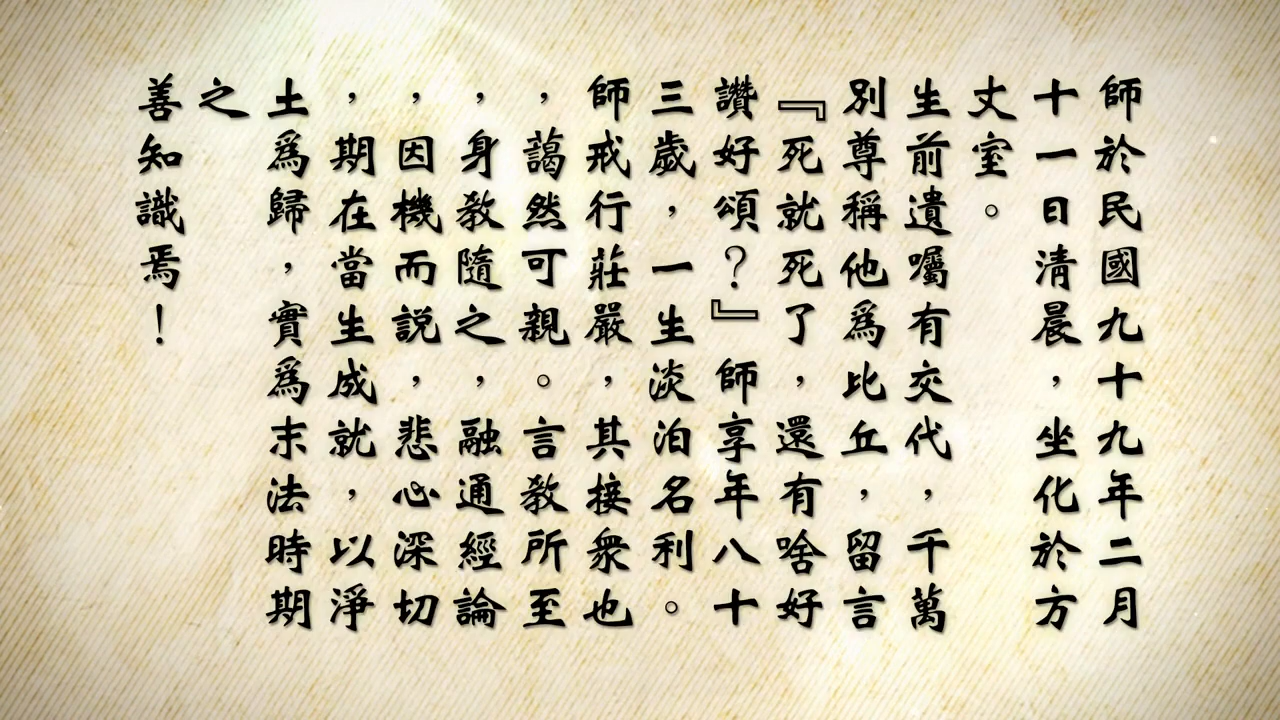 師於民國九十九年二月
十一日清晨，坐化於方
丈室。
生前遺囑有交代，千萬
別尊稱他為比丘，留言
『死就死了，還有啥好
讚好頌？』師享年八十
三歲，一生淡泊名利。
師戒行莊嚴，其接眾也
，藹然可親。言教所至
，身教隨之，融通經論
，因機而說，悲心深切
，期在當生成就，以淨
土為歸，實為末法時期
之
善知識焉！